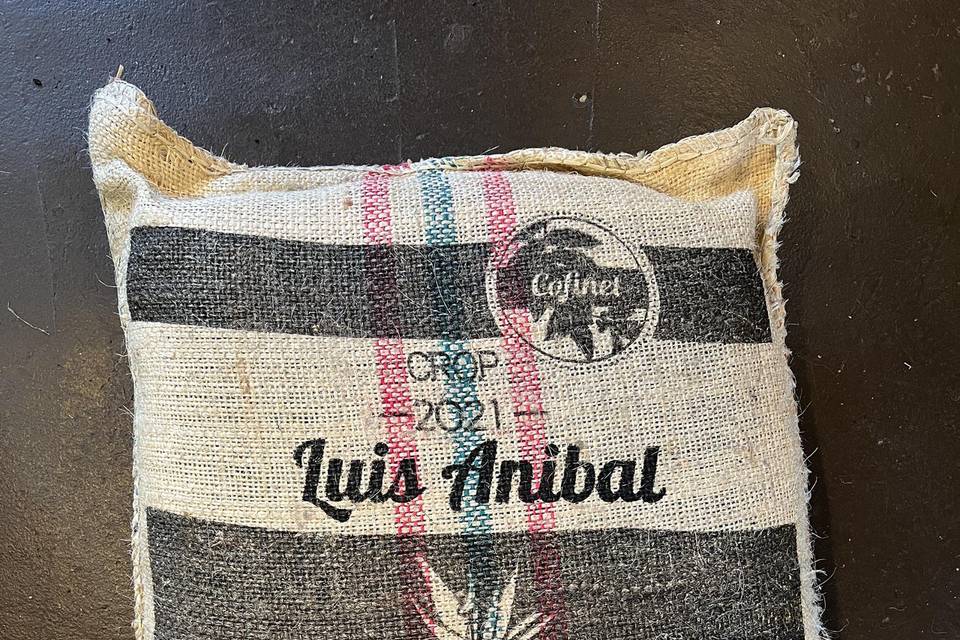 Cofinet
CROP
—2021—
Luis Anibal